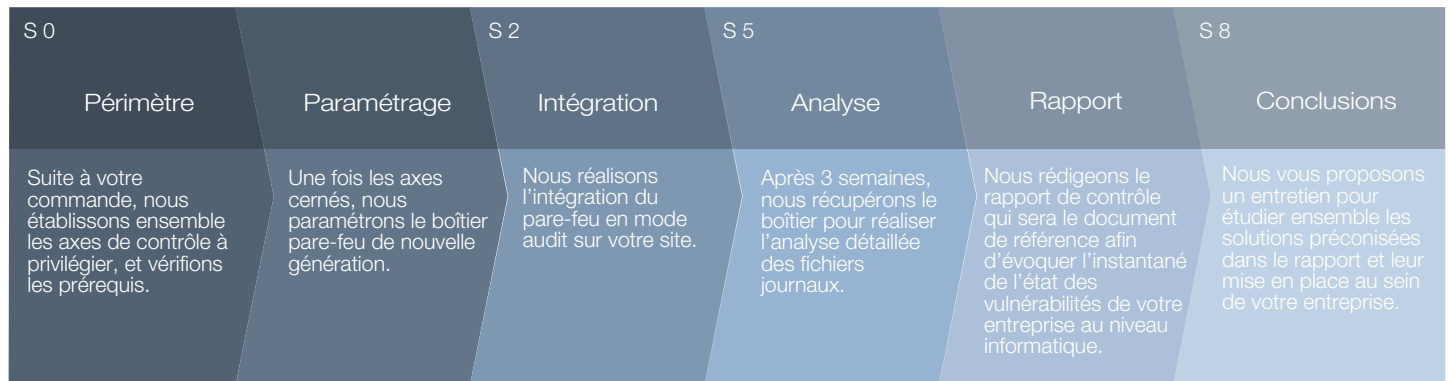 S 0
S 2
S 5
S 8
Périmètre
Paramétrage
Intégration
Analyse
Rapport
Conclusions
Suite à votre
commande, nous
établissons ensemble
les axes de contrôle à
privilégier, et vérifions
les prérequis.
Une fois les axes
cernés, nous
paramétrons le boîtier
pare-feu de nouvelle
génération.
Nous réalisons
l’intégration du
pare-feu en mode
audit sur votre site.
Après 3 semaines,
nous récupérons le
boîtier pour réaliser
l’analyse détaillée
des fichiers
journaux.
Nous rédigeons le
rapport de contrôle
qui sera le document
de référence afin
d’évoquer l’instantané
de l’état des
vulnérabilités de votre
entreprise au niveau
informatique.
Nous vous proposons
un entretien pour
étudier ensemble les
solutions préconisées
dans le rapport et leur
mise en place au sein
de votre entreprise.